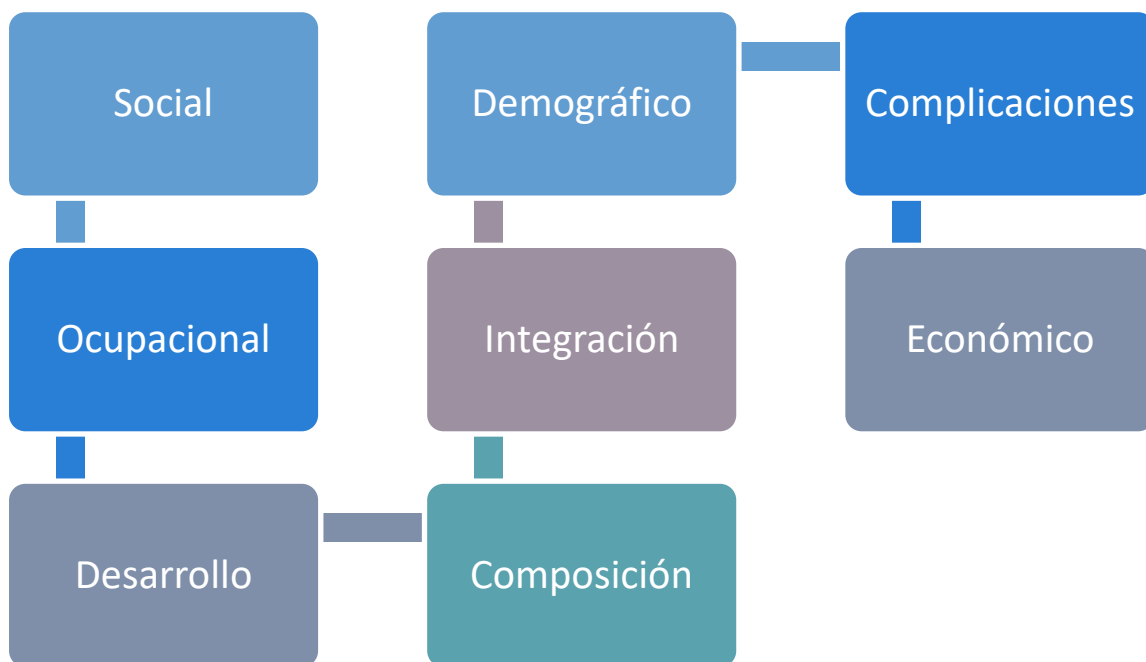 Social
Ocupacional
Desarrollo
Composición
Integración
Demográfico
Complicaciones
Económico